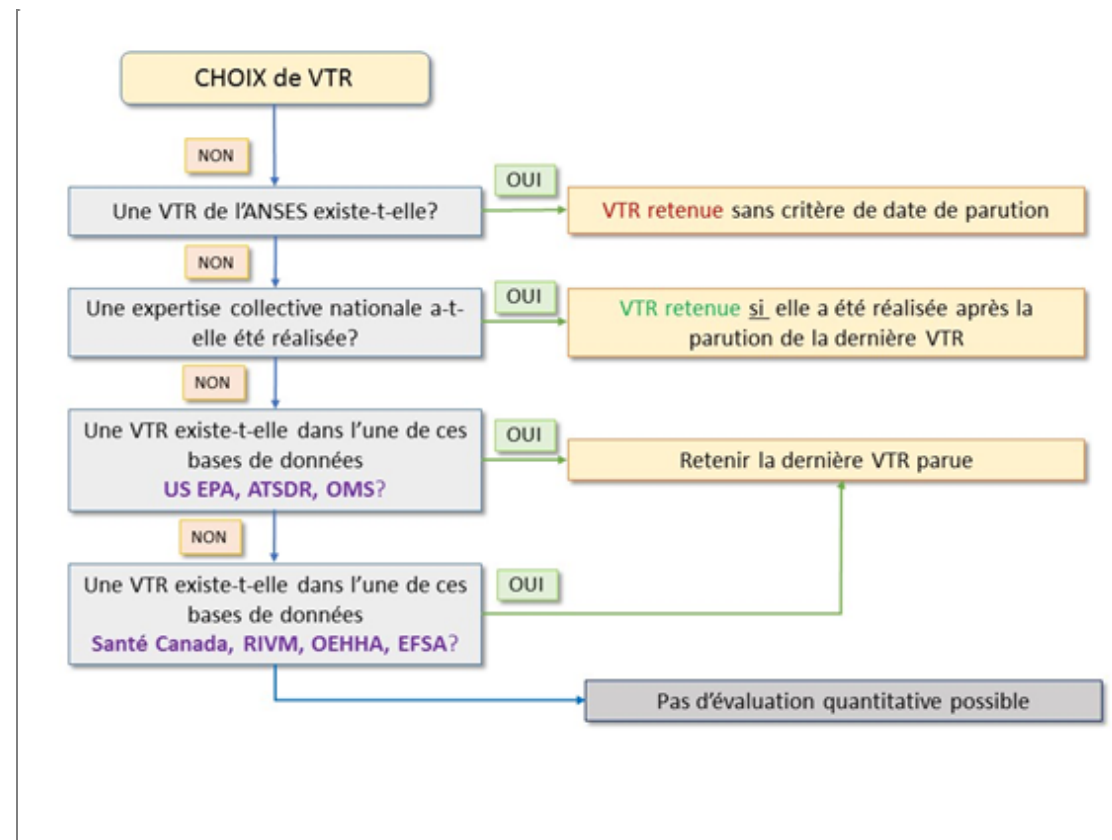 CHOIX de VTR
NON
Une VTR de l'ANSES existe-t-elle?
OUI
VTR retenue sans critère de date de parution
NON
Une expertise collective nationale a-t-
elle été réalisée?
OUI
VTR retenue si elle a été réalisée après la
parution de la dernière VTR
NON
Une VTR existe-t-elle dans l'une de ces
bases de données
US EPA, ATSDR, OMS?
OUI
Retenir la dernière VTR parue
NON
Une VTR existe-t-elle dans l'une de ces
bases de données
Santé Canada, RIVM, OEHHA, EFSA?
OUI
Pas d'évaluation quantitative possible